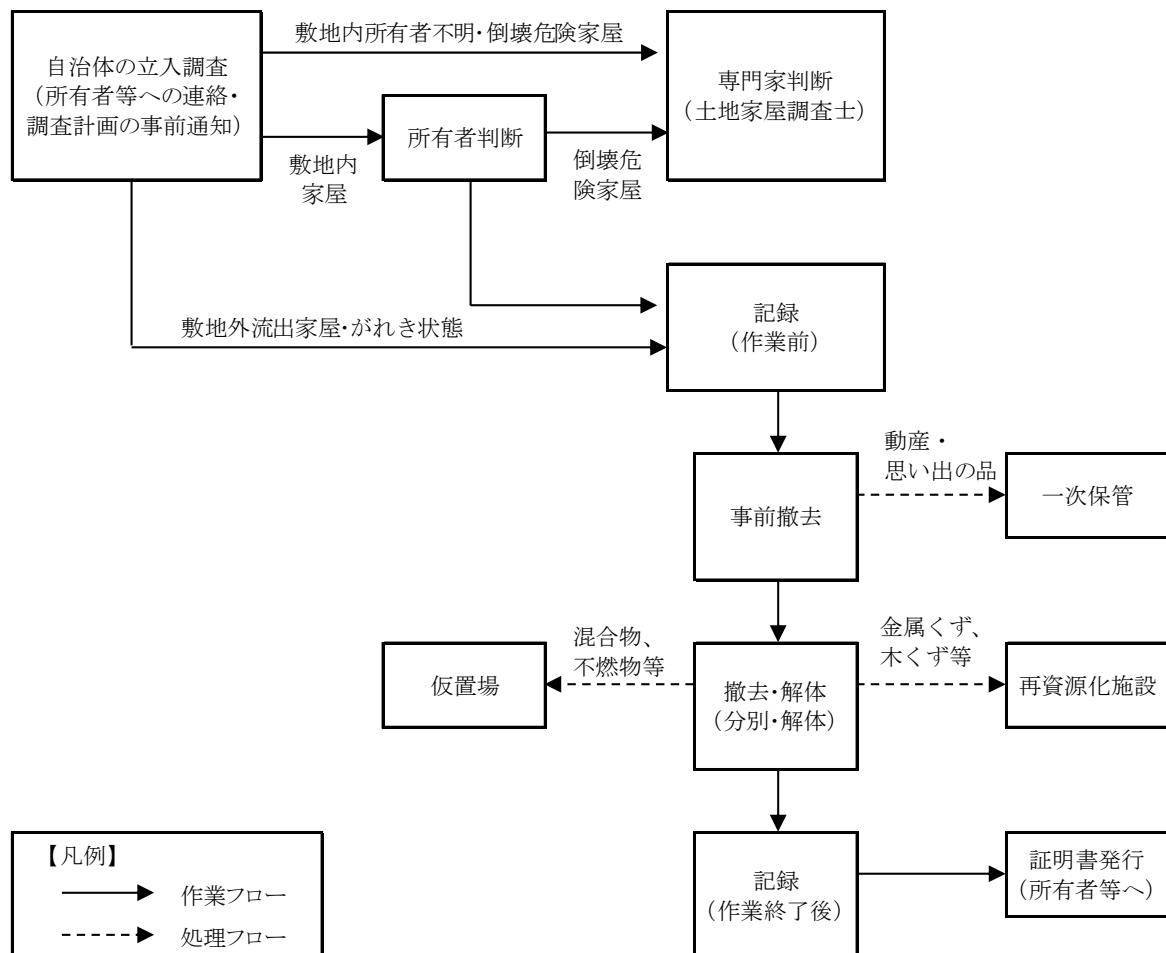 敷地内所有者不明・倒壊危険家屋
自治体の立入調査
（所有者等への連絡・
調査計画の事前通知）
専門家判断
（土地家屋調査士）
所有者判断
敷地内
家屋
倒壊危
険家屋
記録
（作業前）
敷地外流出家屋・がれき状態
動産・
思い出の品
事前撤去
一次保管
混合物、
不燃物等
金属くず、
木くず等
仮置場
撤去・解体
（分別・解体）
再資源化施設
記録
（作業終了後）
証明書発行
（所有者等へ）
【凡例】
作業フロー
処理フロー